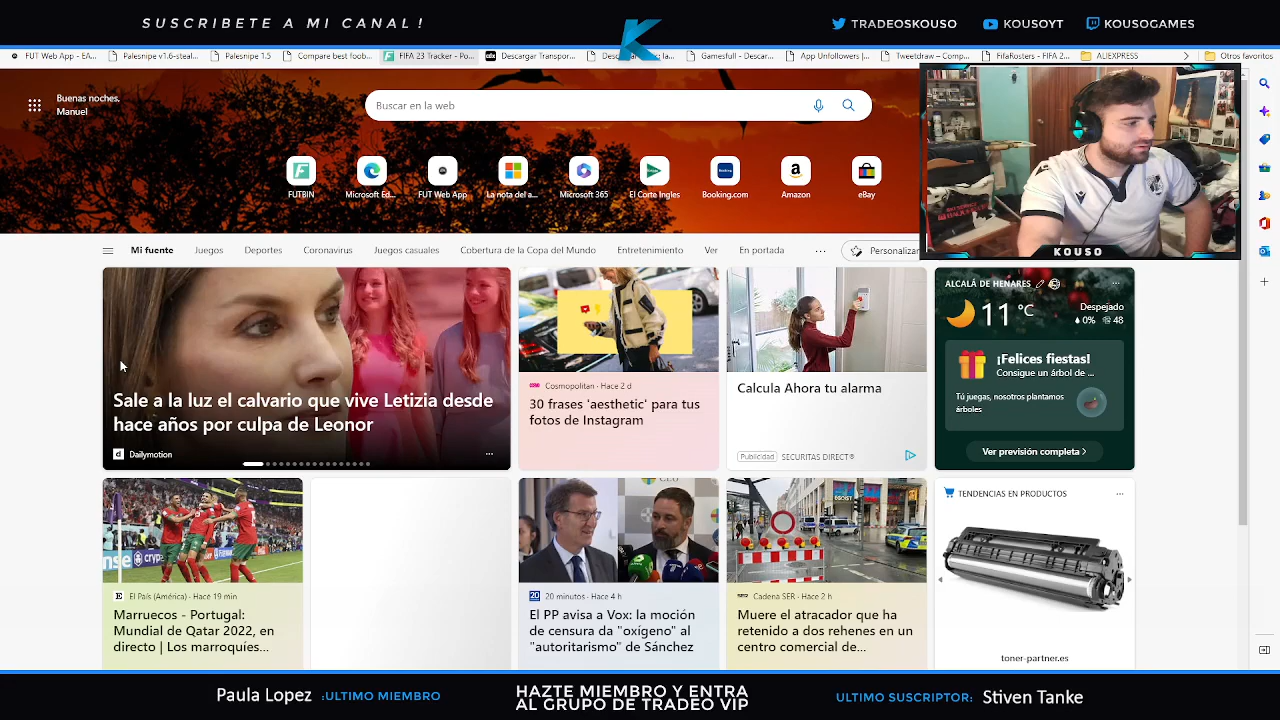 SUSCRIBETE A MI CANAL !
TRADEOSKOUSO
KOUSOYT
KOUSOGAMES
FUT Web App - EA...
Palesnipe v1.6-steal...
Palesnipe 1.5
Compare best foob...
FIFA 23 Tracker - Po...
Descargar Transpor...
Gamesfull - Descar...
App Unfollowers |...
Tweetdraw – Comp...
FifaRosters - FIFA 2...
ALIEXPRESS
Otros favoritos
Buenas noches,
Manuel
Buscar en la web
FUTBIN
Microsoft Ed...
FUT Web App
La nota del a...
Microsoft 365
El Corte Ingles
Booking.com
Amazon
eBay
Mi fuente
Juegos
Deportes
Coronavirus
Juegos casuales
Cobertura de la Copa del Mundo
Entretenimiento
Ver
En portada
...
Personalizar
KOUSO
Sale a la luz el calvario que vive Letizia desde
hace años por culpa de Leonor
Dailymotion
Cosmopolitan · Hace 2 d
30 frases 'aesthetic' para tus
fotos de Instagram
Calcula Ahora tu alarma
Publicidad
SECURITAS DIRECT®
ALCALÁ DE HENARES
11 °C
Despejado
0%
48
¡Felices fiestas!
Consigue un árbol de ...
Tú juegas, nosotros plantamos
árboles
Ver previsión completa
El País (América) · Hace 19 min
Marruecos - Portugal:
Mundial de Qatar 2022, en
directo | Los marroquíes...
20 minutos · Hace 4 h
El PP avisa a Vox: la moción
de censura da "oxígeno" al
"autoritarismo" de Sánchez
Cadena SER · Hace 2 h
Muere el atracador que ha
retenido a dos rehenes en un
centro comercial de...
TENDENCIAS EN PRODUCTOS
toner-partner.es
Paula Lopez
:ULTIMO MIEMBRO
HAZTE MIEMBRO Y ENTRA
AL GRUPO DE TRADEO VIP
ULTIMO SUSCRIPTOR:
Stiven Tanke